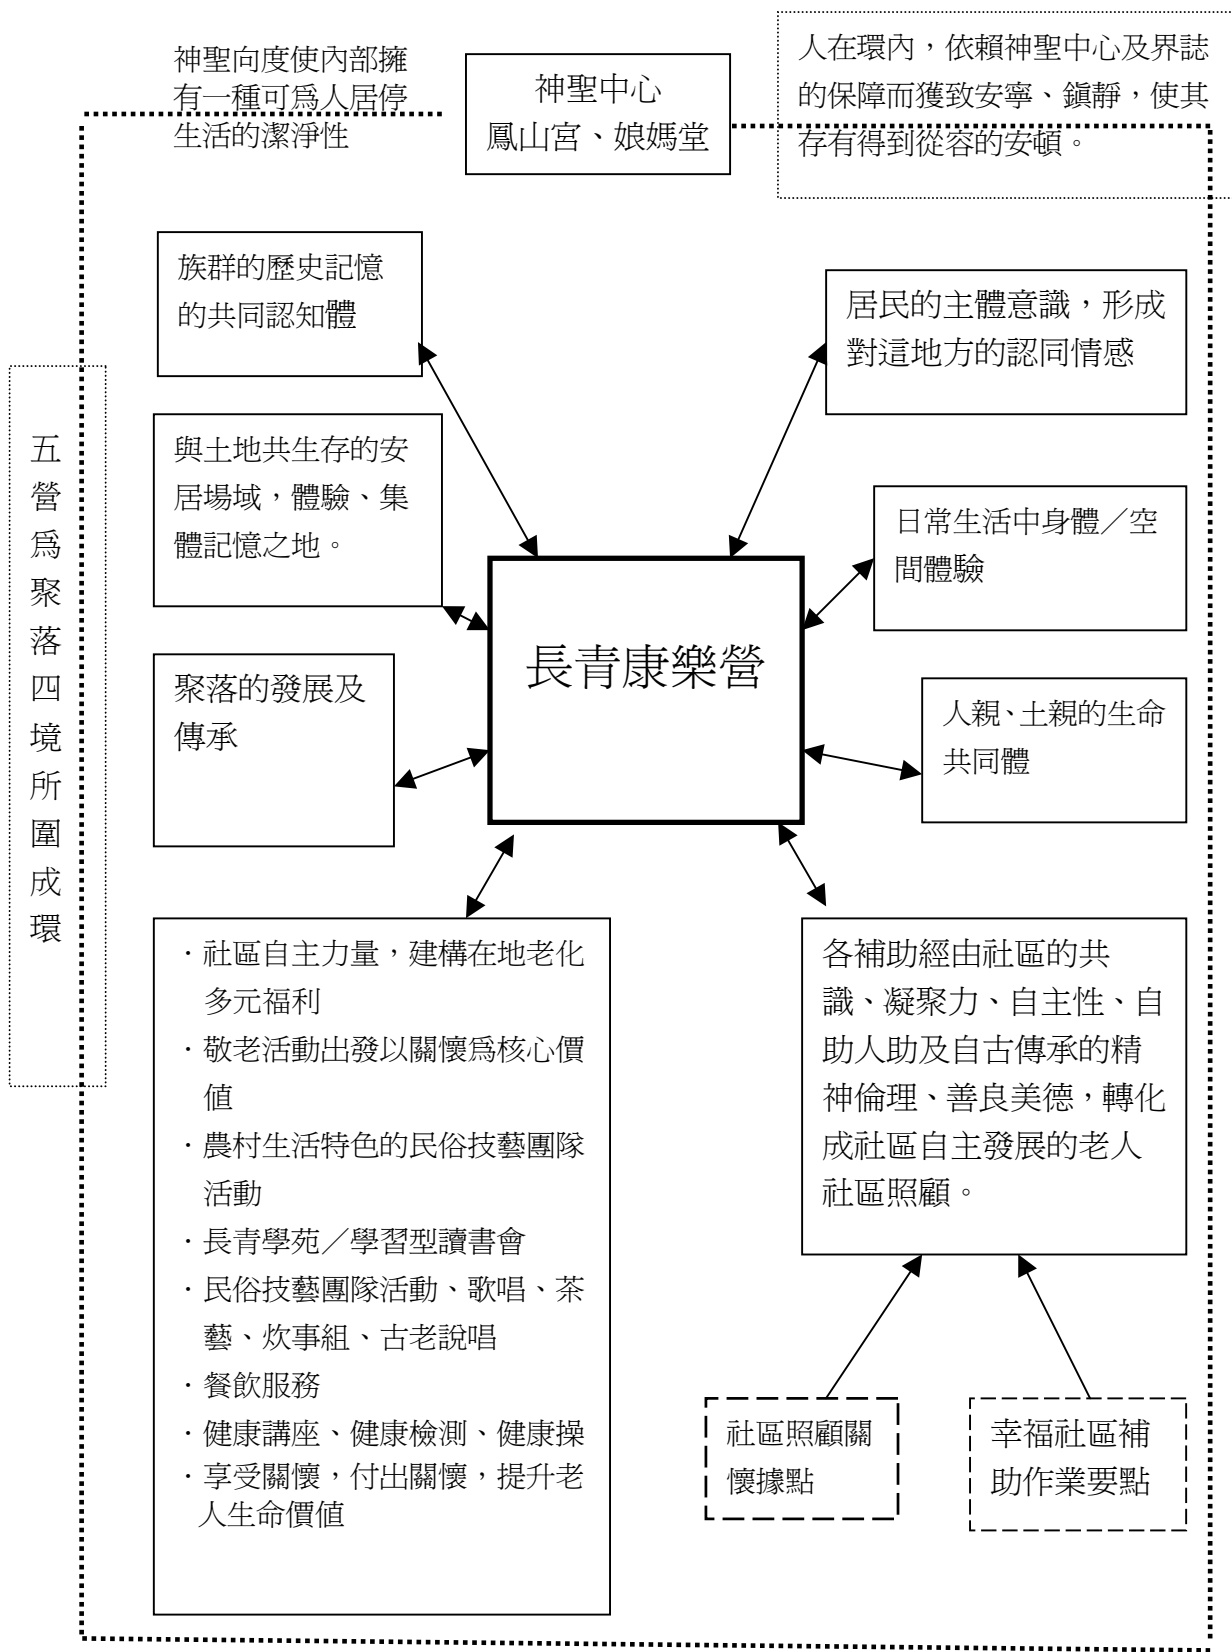 神聖向度使內部擁
有一種可爲人居停
生活的潔淨性
神聖中心
鳳山宮、娘媽堂
人在環內，依賴神聖中心及界誌
的保障而獲致安寧、鎮靜，使其
存有得到從容的安頓。
族群的歷史記憶
的共同認知體
居民的主體意識，形成
對這地方的認同情感
五營爲聚落四境所圍成環
與土地共生存的安
居場域，體驗、集
體記憶之地。
日常生活中身體／空
間體驗
長青康樂營
聚落的發展及
傳承
人親、土親的生命
共同體
．社區自主力量，建構在地老化
多元福利
．敬老活動出發以關懷爲核心價
值
．農村生活特色的民俗技藝團隊
活動
．長青學苑／學習型讀書會
．民俗技藝團隊活動、歌唱、茶
藝、炊事組、古老說唱
．餐飲服務
．健康講座、健康檢測、健康操
．享受關懷，付出關懷，提升老
人生命價值
各補助經由社區的共
識、凝聚力、自主性、自
助人助及自古傳承的精
神倫理、善良美德，轉化
成社區自主發展的老人
社區照顧。
社區照顧關
懷據點
幸福社區補
助作業要點